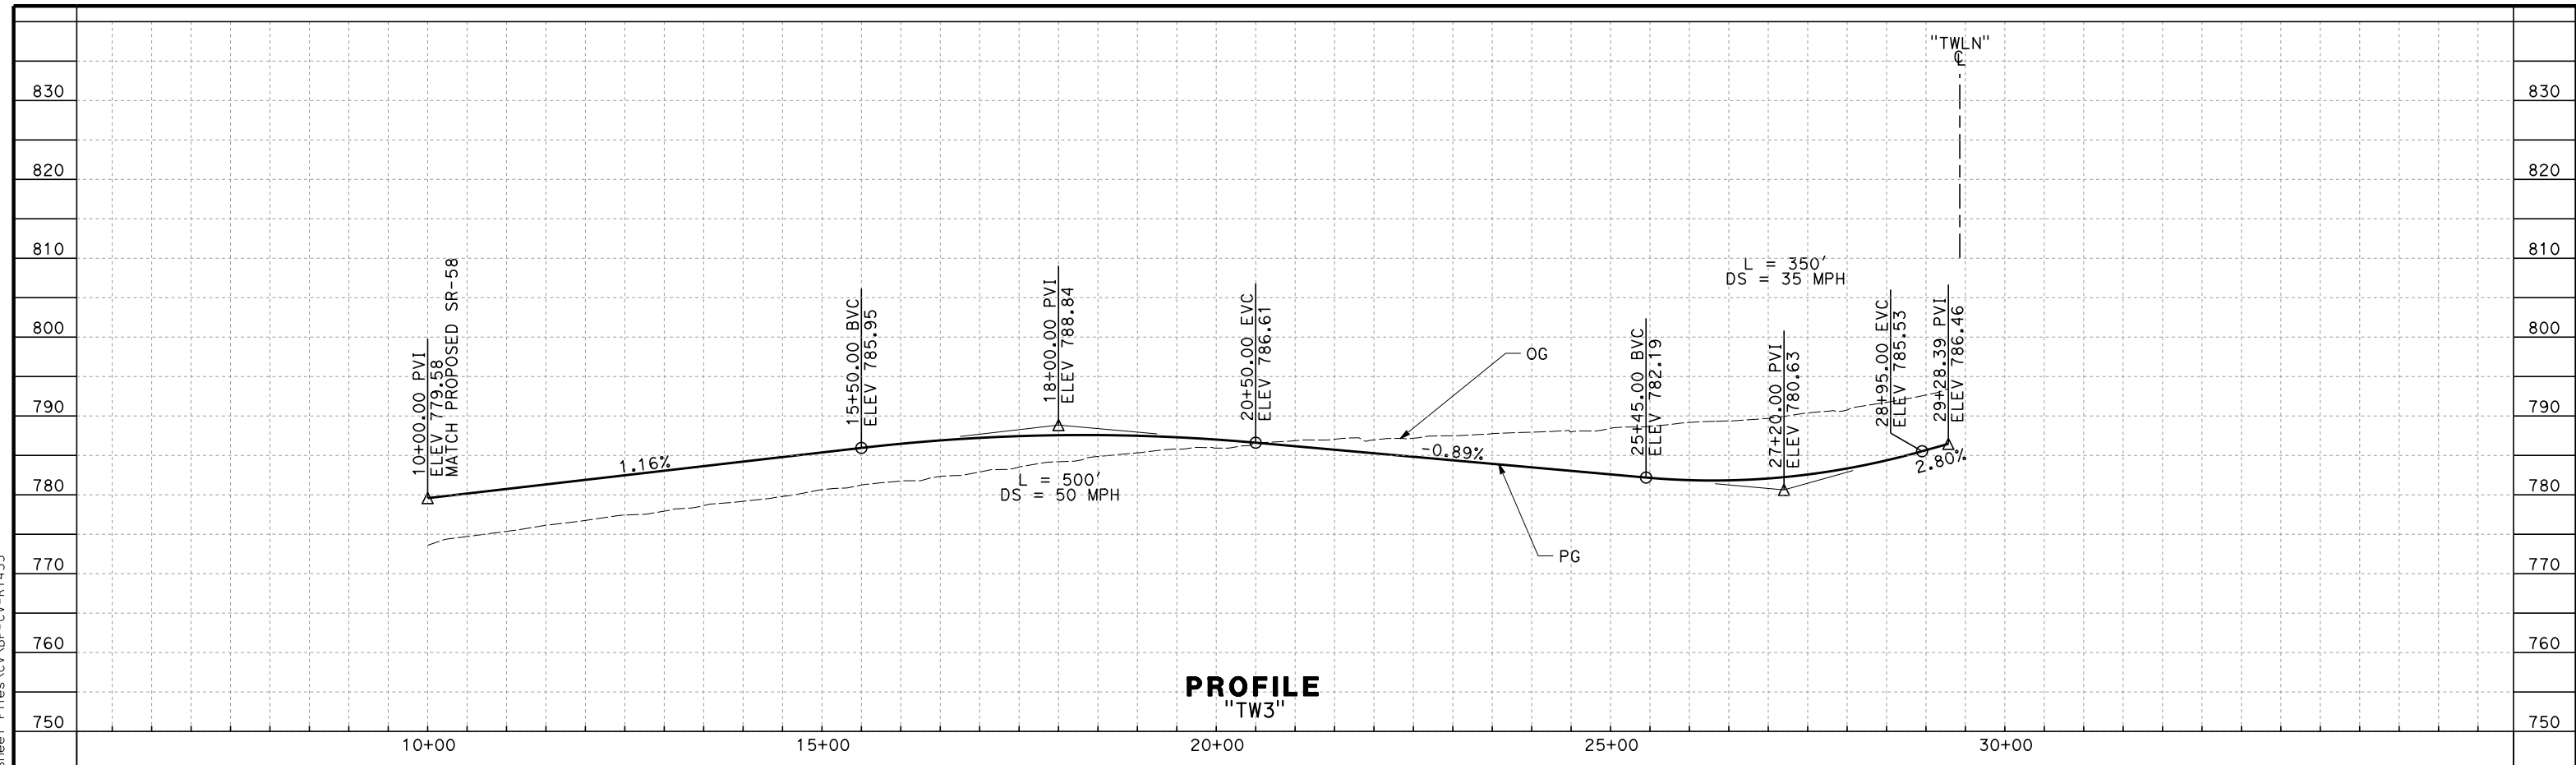 "TWLN"
℄
830
830
820
820
810
810
800
800
790
790
780
780
770
770
760
760
750
750
10+00.00 PVI
ELEV 779.58
MATCH PROPOSED SR-58
1.16%
15+50.00 BVC
ELEV 785.95
18+00.00 PVI
ELEV 788.84
L = 500'
DS = 50 MPH
20+50.00 EVC
ELEV 786.61
OG
-0.89%
PG
25+45.00 BVC
ELEV 782.19
L = 350'
DS = 35 MPH
27+20.00 PVI
ELEV 780.63
28+95.00 EVC
ELEV 785.53
29+28.39 PVI
ELEV 786.46
2.80%
PROFILE
"TW3"
10+00
15+00
20+00
25+00
30+00